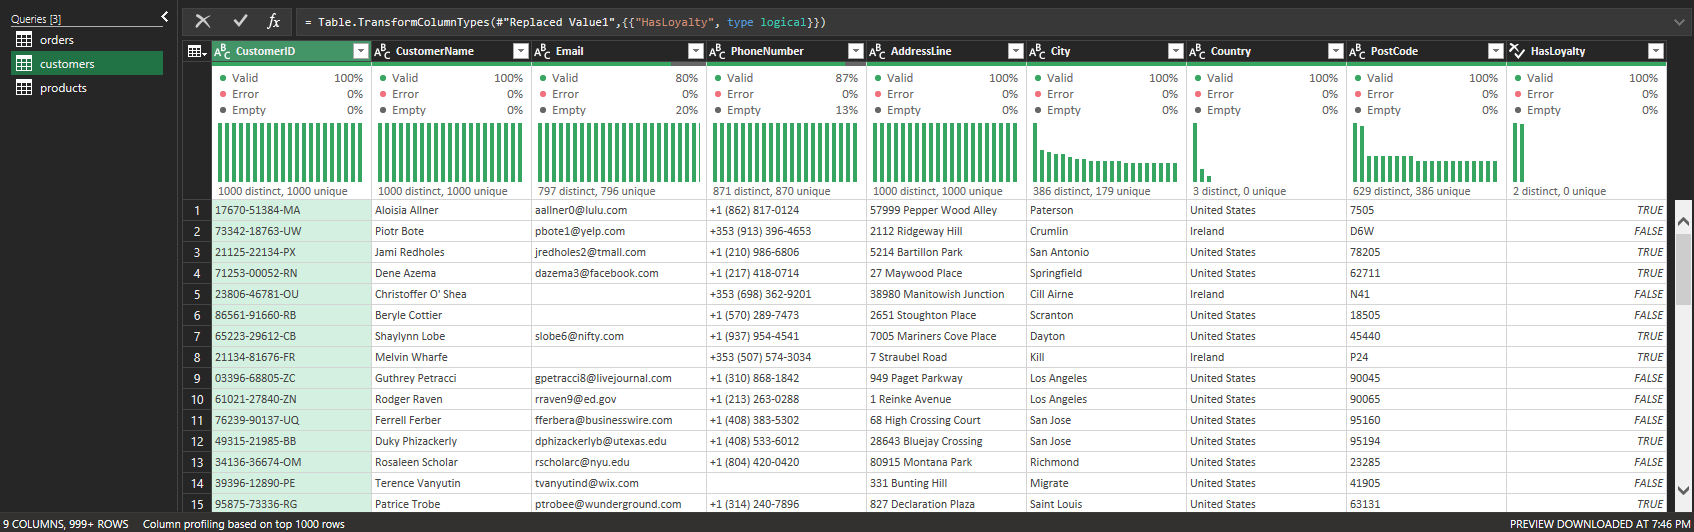 Queries [3]
orders
customers
products
fx = Table.TransformColumnTypes(#"Replaced Value1",{{"HasLoyalty", type logical}})
CustomerID CustomerName Email PhoneNumber AddressLine City Country PostCode HasLoyalty
Valid 100% Valid 100% Valid 80% Valid 87% Valid 100% Valid 100% Valid 100% Valid 100% Valid 100%
Error 0% Error 0% Error 0% Error 0% Error 0% Error 0% Error 0% Error 0% Error 0%
Empty 0% Empty 0% Empty 20% Empty 13% Empty 0% Empty 0% Empty 0% Empty 0% Empty 0%
1000 distinct, 1000 unique 1000 distinct, 1000 unique 797 distinct, 796 unique 871 distinct, 870 unique 1000 distinct, 1000 unique 386 distinct, 179 unique 3 distinct, 0 unique 629 distinct, 386 unique 2 distinct, 0 unique
1 17670-51384-MA Aloisia Allner aallner0@lulu.com +1 (862) 817-0124 57999 Pepper Wood Alley Paterson United States 7505 TRUE
2 73342-18763-UW Piotr Bote pbote1@yelp.com +353 (913) 396-4653 2112 Ridgeway Hill Crumlin Ireland D6W FALSE
3 21125-22134-PX Jami Redholes jredholes2@tmall.com +1 (210) 986-6806 5214 Bartillon Park San Antonio United States 78205 TRUE
4 71253-00052-RN Dene Azema dazema3@facebook.com +1 (217) 418-0714 27 Maywood Place Springfield United States 62711 TRUE
5 23806-46781-OU Christoffer O' Shea +353 (698) 362-9201 38980 Manitowish Junction Cill Airne Ireland N41 FALSE
6 86561-91660-RB Beryle Cottier +1 (570) 289-7473 2651 Stoughton Place Scranton United States 18505 FALSE
7 65223-29612-CB Shaylynn Lobe slobe6@nifty.com +1 (937) 954-4541 7005 Mariners Cove Place Dayton United States 45440 TRUE
8 21134-81676-FR Melvin Wharfe +353 (507) 574-3034 7 Straubel Road Kill Ireland P24 TRUE
9 03396-68805-ZC Guthrey Petracci gpetracci8@livejournal.com +1 (310) 868-1842 949 Paget Parkway Los Angeles United States 90045 FALSE
10 61021-27840-ZN Rodger Raven rraven9@ed.gov +1 (213) 263-0288 1 Reinke Avenue Los Angeles United States 90065 FALSE
11 76239-90137-UQ Ferrell Ferber fferbera@businesswire.com +1 (408) 383-5302 68 High Crossing Court San Jose United States 95160 FALSE
12 49315-21985-BB Duky Phizackerly dphizackerlyb@utexas.edu +1 (408) 533-6012 28643 Bluejay Crossing San Jose United States 95194 TRUE
13 34136-36674-OM Rosaleen Scholar rscholarc@nyu.edu +1 (804) 420-0420 80915 Montana Park Richmond United States 23285 FALSE
14 39396-12890-PE Terence Vanyutin tvanyutind@wix.com 331 Bunting Hill Migrate United States 41905 FALSE
15 95875-73336-RG Patrice Trobe ptrobee@wunderground.com +1 (314) 240-7896 827 Declaration Plaza Saint Louis United States 63131 TRUE
9 COLUMNS, 999+ ROWS Column profiling based on top 1000 rows PREVIEW DOWNLOADED AT 7:46 PM